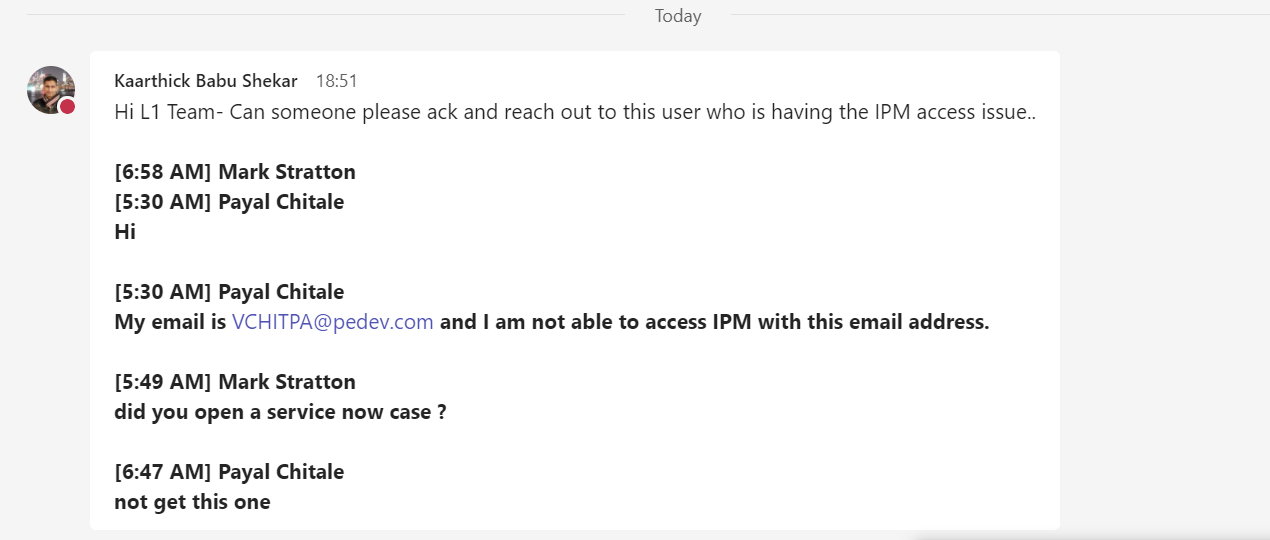 Today
Kaarthick Babu Shekar 18:51
Hi L1 Team- Can someone please ack and reach out to this user who is having the IPM access issue..
[6:58 AM] Mark Stratton
[5:30 AM] Payal Chitale
Hi
[5:30 AM] Payal Chitale
My email is VCHITPA@pedev.com and I am not able to access IPM with this email address.
[5:49 AM] Mark Stratton
did you open a service now case ?
[6:47 AM] Payal Chitale
not get this one